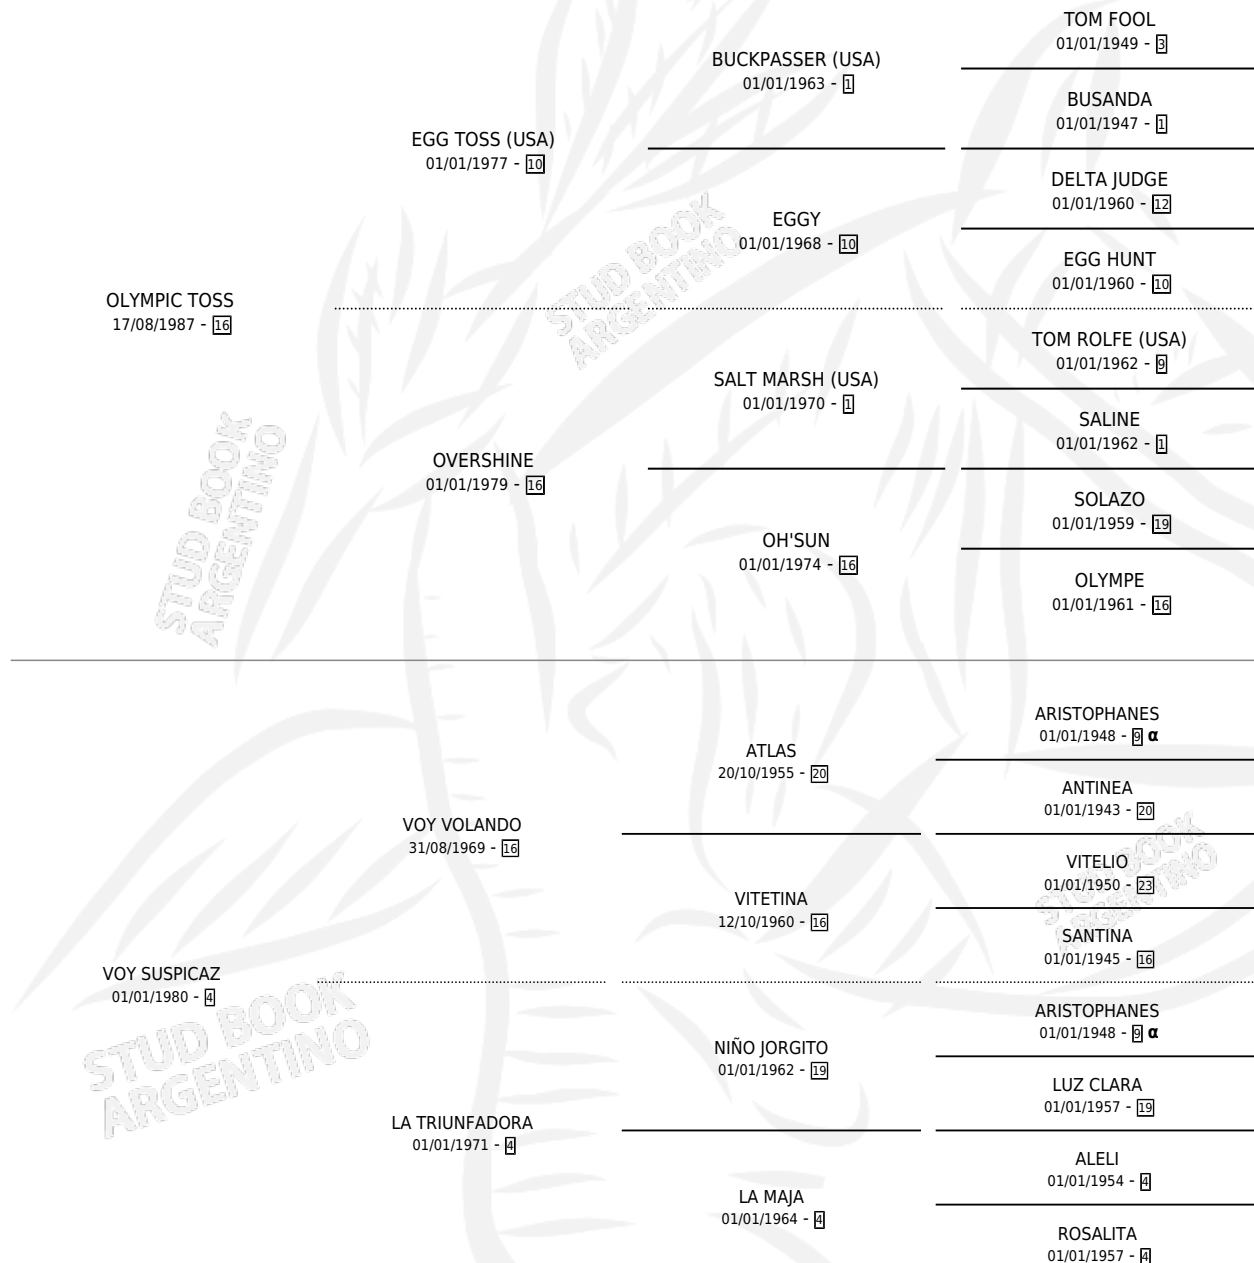 TOM FOOL
01/01/1949 - 3
BUCKPASSER (USA)
01/01/1963 - 1
BUSANDA
01/01/1947 - 1
EGG TOSS (USA)
01/01/1977 - 10
DELTA JUDGE
01/01/1960 - 12
EGGY
01/01/1968 - 10
EGG HUNT
01/01/1960 - 10
OLYMPIC TOSS
17/08/1987 - 16
TOM ROLFE (USA)
01/01/1962 - 9
SALT MARSH (USA)
01/01/1970 - 1
SALINE
01/01/1962 - 1
OVERSHINE
01/01/1979 - 16
SOLAZO
01/01/1959 - 19
OH'SUN
01/01/1974 - 16
OLYMPE
01/01/1961 - 16
ARISTOPHANES
01/01/1948 - 9 α
ATLAS
20/10/1955 - 20
ANTINEA
01/01/1943 - 20
VOY VOLANDO
31/08/1969 - 16
VITELIO
01/01/1950 - 23
VITETINA
12/10/1960 - 16
SANTINA
01/01/1945 - 16
VOY SUSPICAZ
01/01/1980 - 4
ARISTOPHANES
01/01/1948 - 9 α
NIÑO JORGITO
01/01/1962 - 19
LUZ CLARA
01/01/1957 - 19
LA TRIUNFADORA
01/01/1971 - 4
ALELI
01/01/1954 - 4
LA MAJA
01/01/1964 - 4
ROSALITA
01/01/1957 - 4
STUD BOOK
ARGENTINO
STUD BOOK
ARGENTINO
STUD BOOK
ARGENTINO
STUD BOOK
ARGENTINO